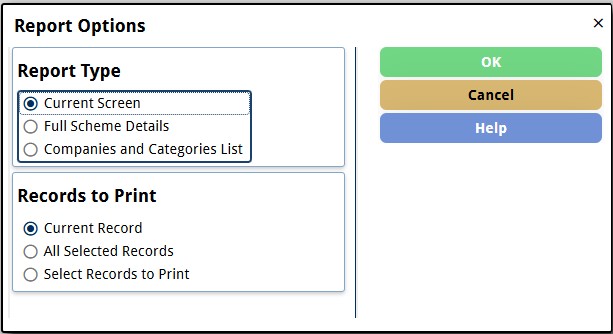 Report Options
Report Type
Current Screen
Full Scheme Details
Companies and Categories List
Records to Print
Current Record
All Selected Records
Select Records to Print
OK
Cancel
Help